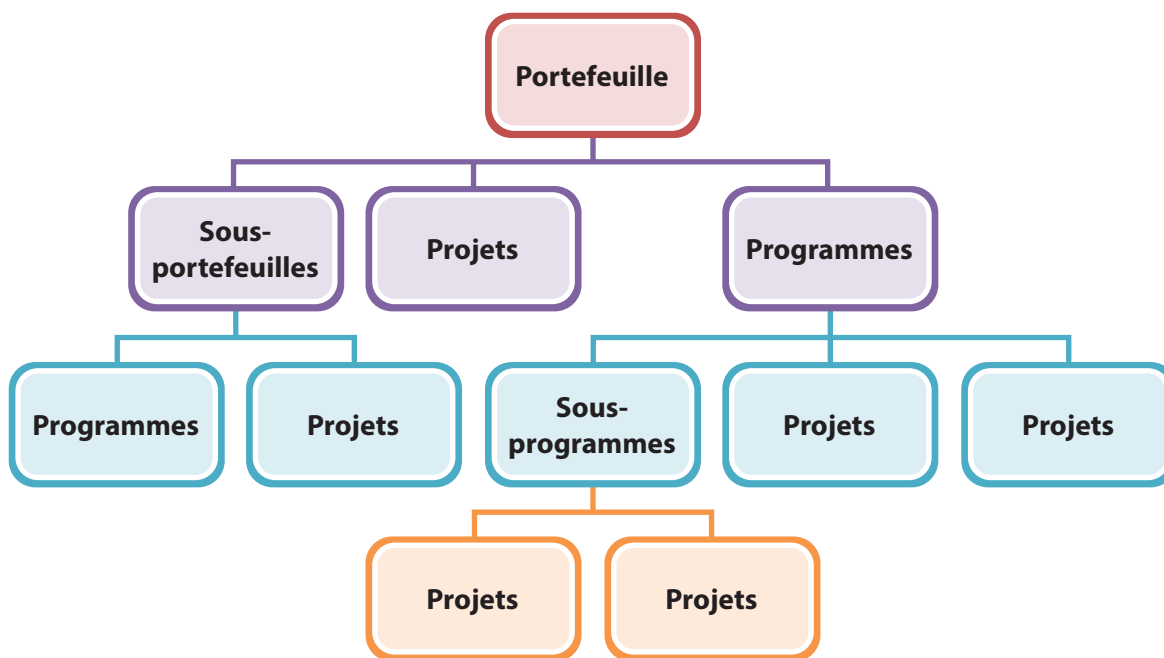 Portefeuille
Sous-
portefeuilles
Projets
Programmes
Programmes
Projets
Sous-
programmes
Projets
Projets
Projets
Projets